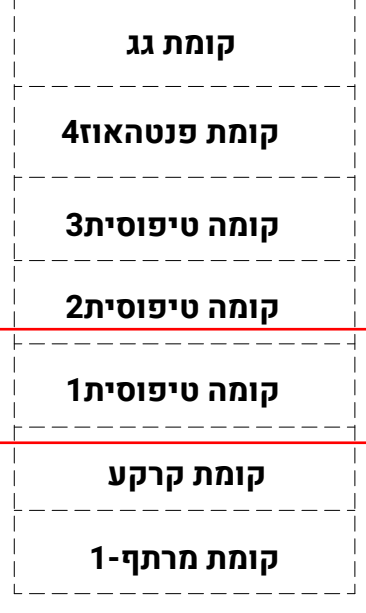 קומת גג
קומת פנטהאוז4
קומה טיפוסית3
קומה טיפוסית2
קומה טיפוסית1
קומת קרקע
קומת מרתף-1